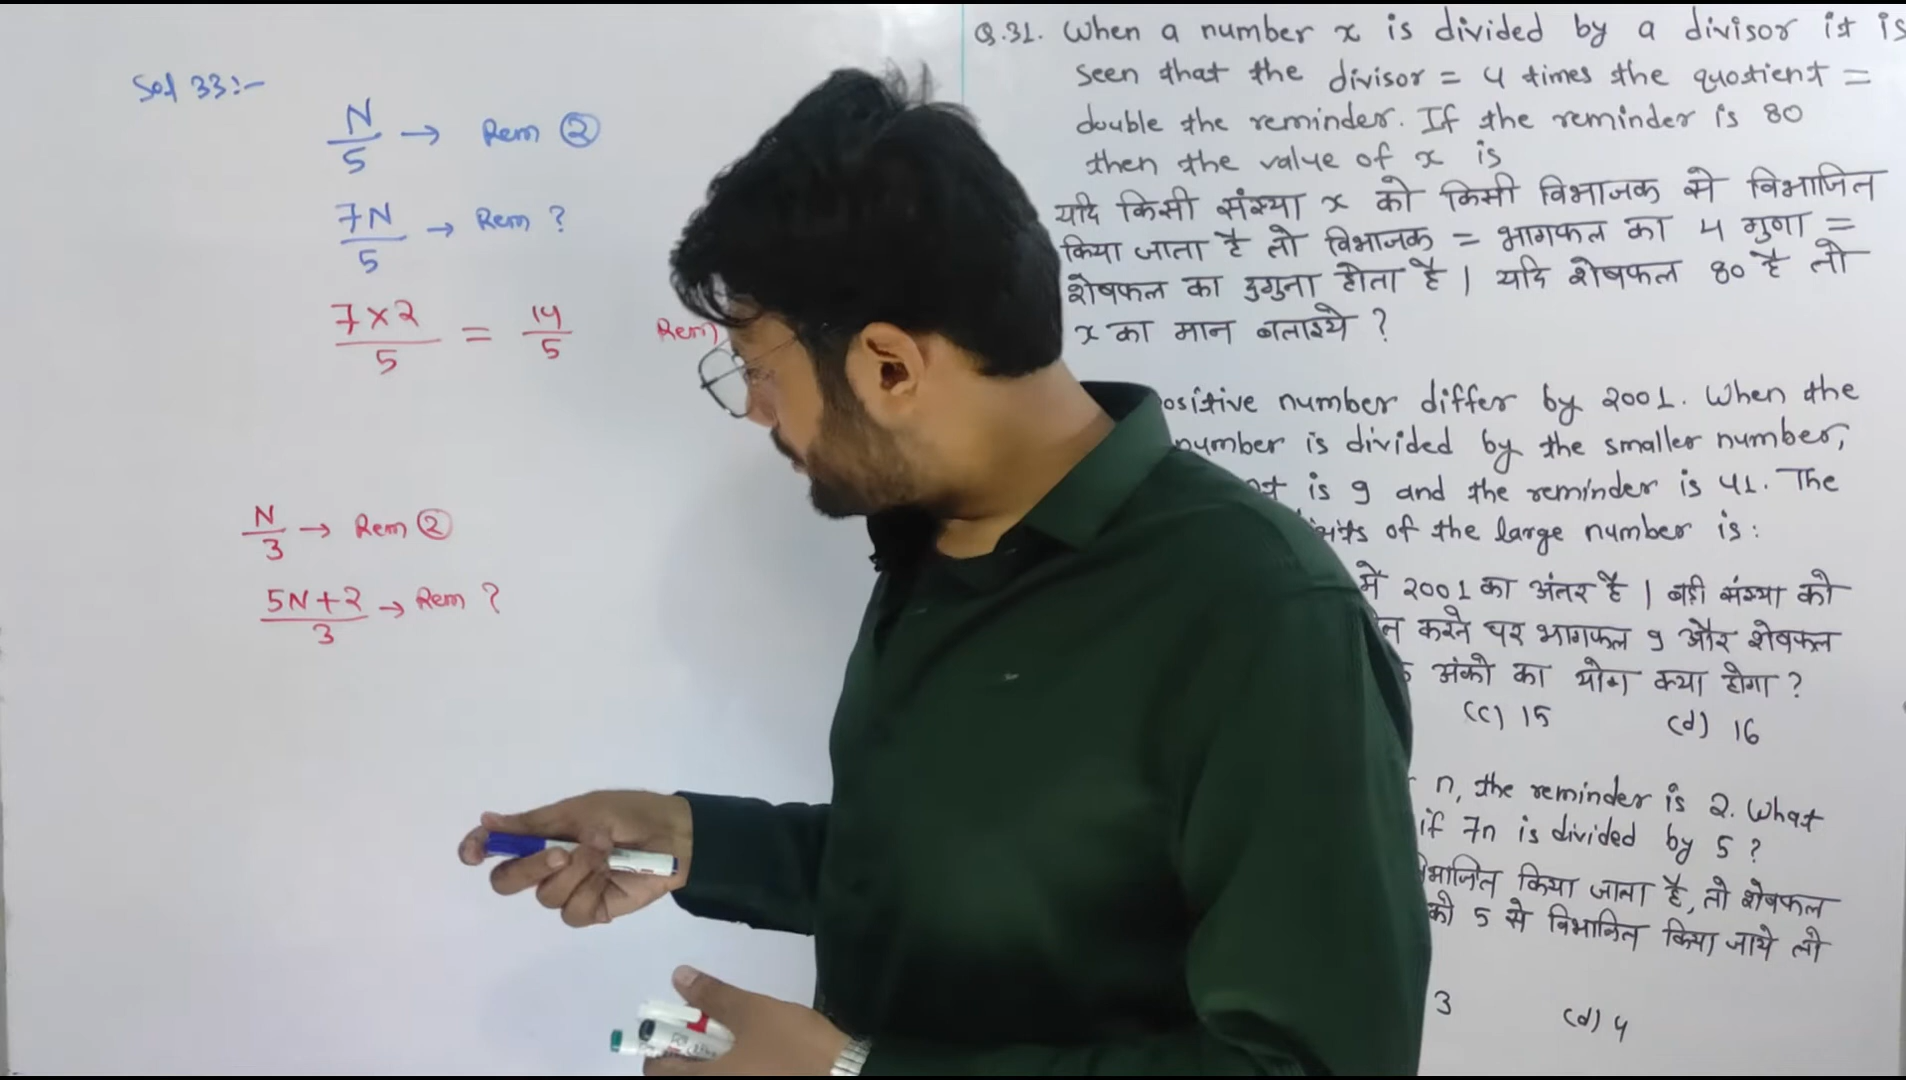 Sol 33:-
N/5 → Rem ②
7N/5 → Rem ?
7×2/5 = 14/5 Rem
N/3 → Rem ②
5N+2/3 → Rem ?
Q.31. When a number x is divided by a divisor it is
seen that the divisor = 4 times the quotient =
double the reminder. If the reminder is 80
then the value of x is
यदि किसी संख्या x को किसी विभाजक से विभाजित
किया जाता है तो विभाजक = भागफल का 4 गुणा =
शेषफल का दुगुना होता है | यदि शेषफल 80 है तो
x का मान बताइये ?
ositive number differ by 2001. When the
number is divided by the smaller number,
is 9 and the reminder is 41. The
of the large number is :
में 2001 का अंतर है | बड़ी संख्या को
करने पर भागफल 9 और शेषफल
अंको का योग क्या होगा ?
(c) 15 (d) 16
n, the reminder is 2. What
if 7n is divided by 5 ?
विभाजित किया जाता है, तो शेषफल
को 5 से विभाजित किया जाये तो
3 (d) 4